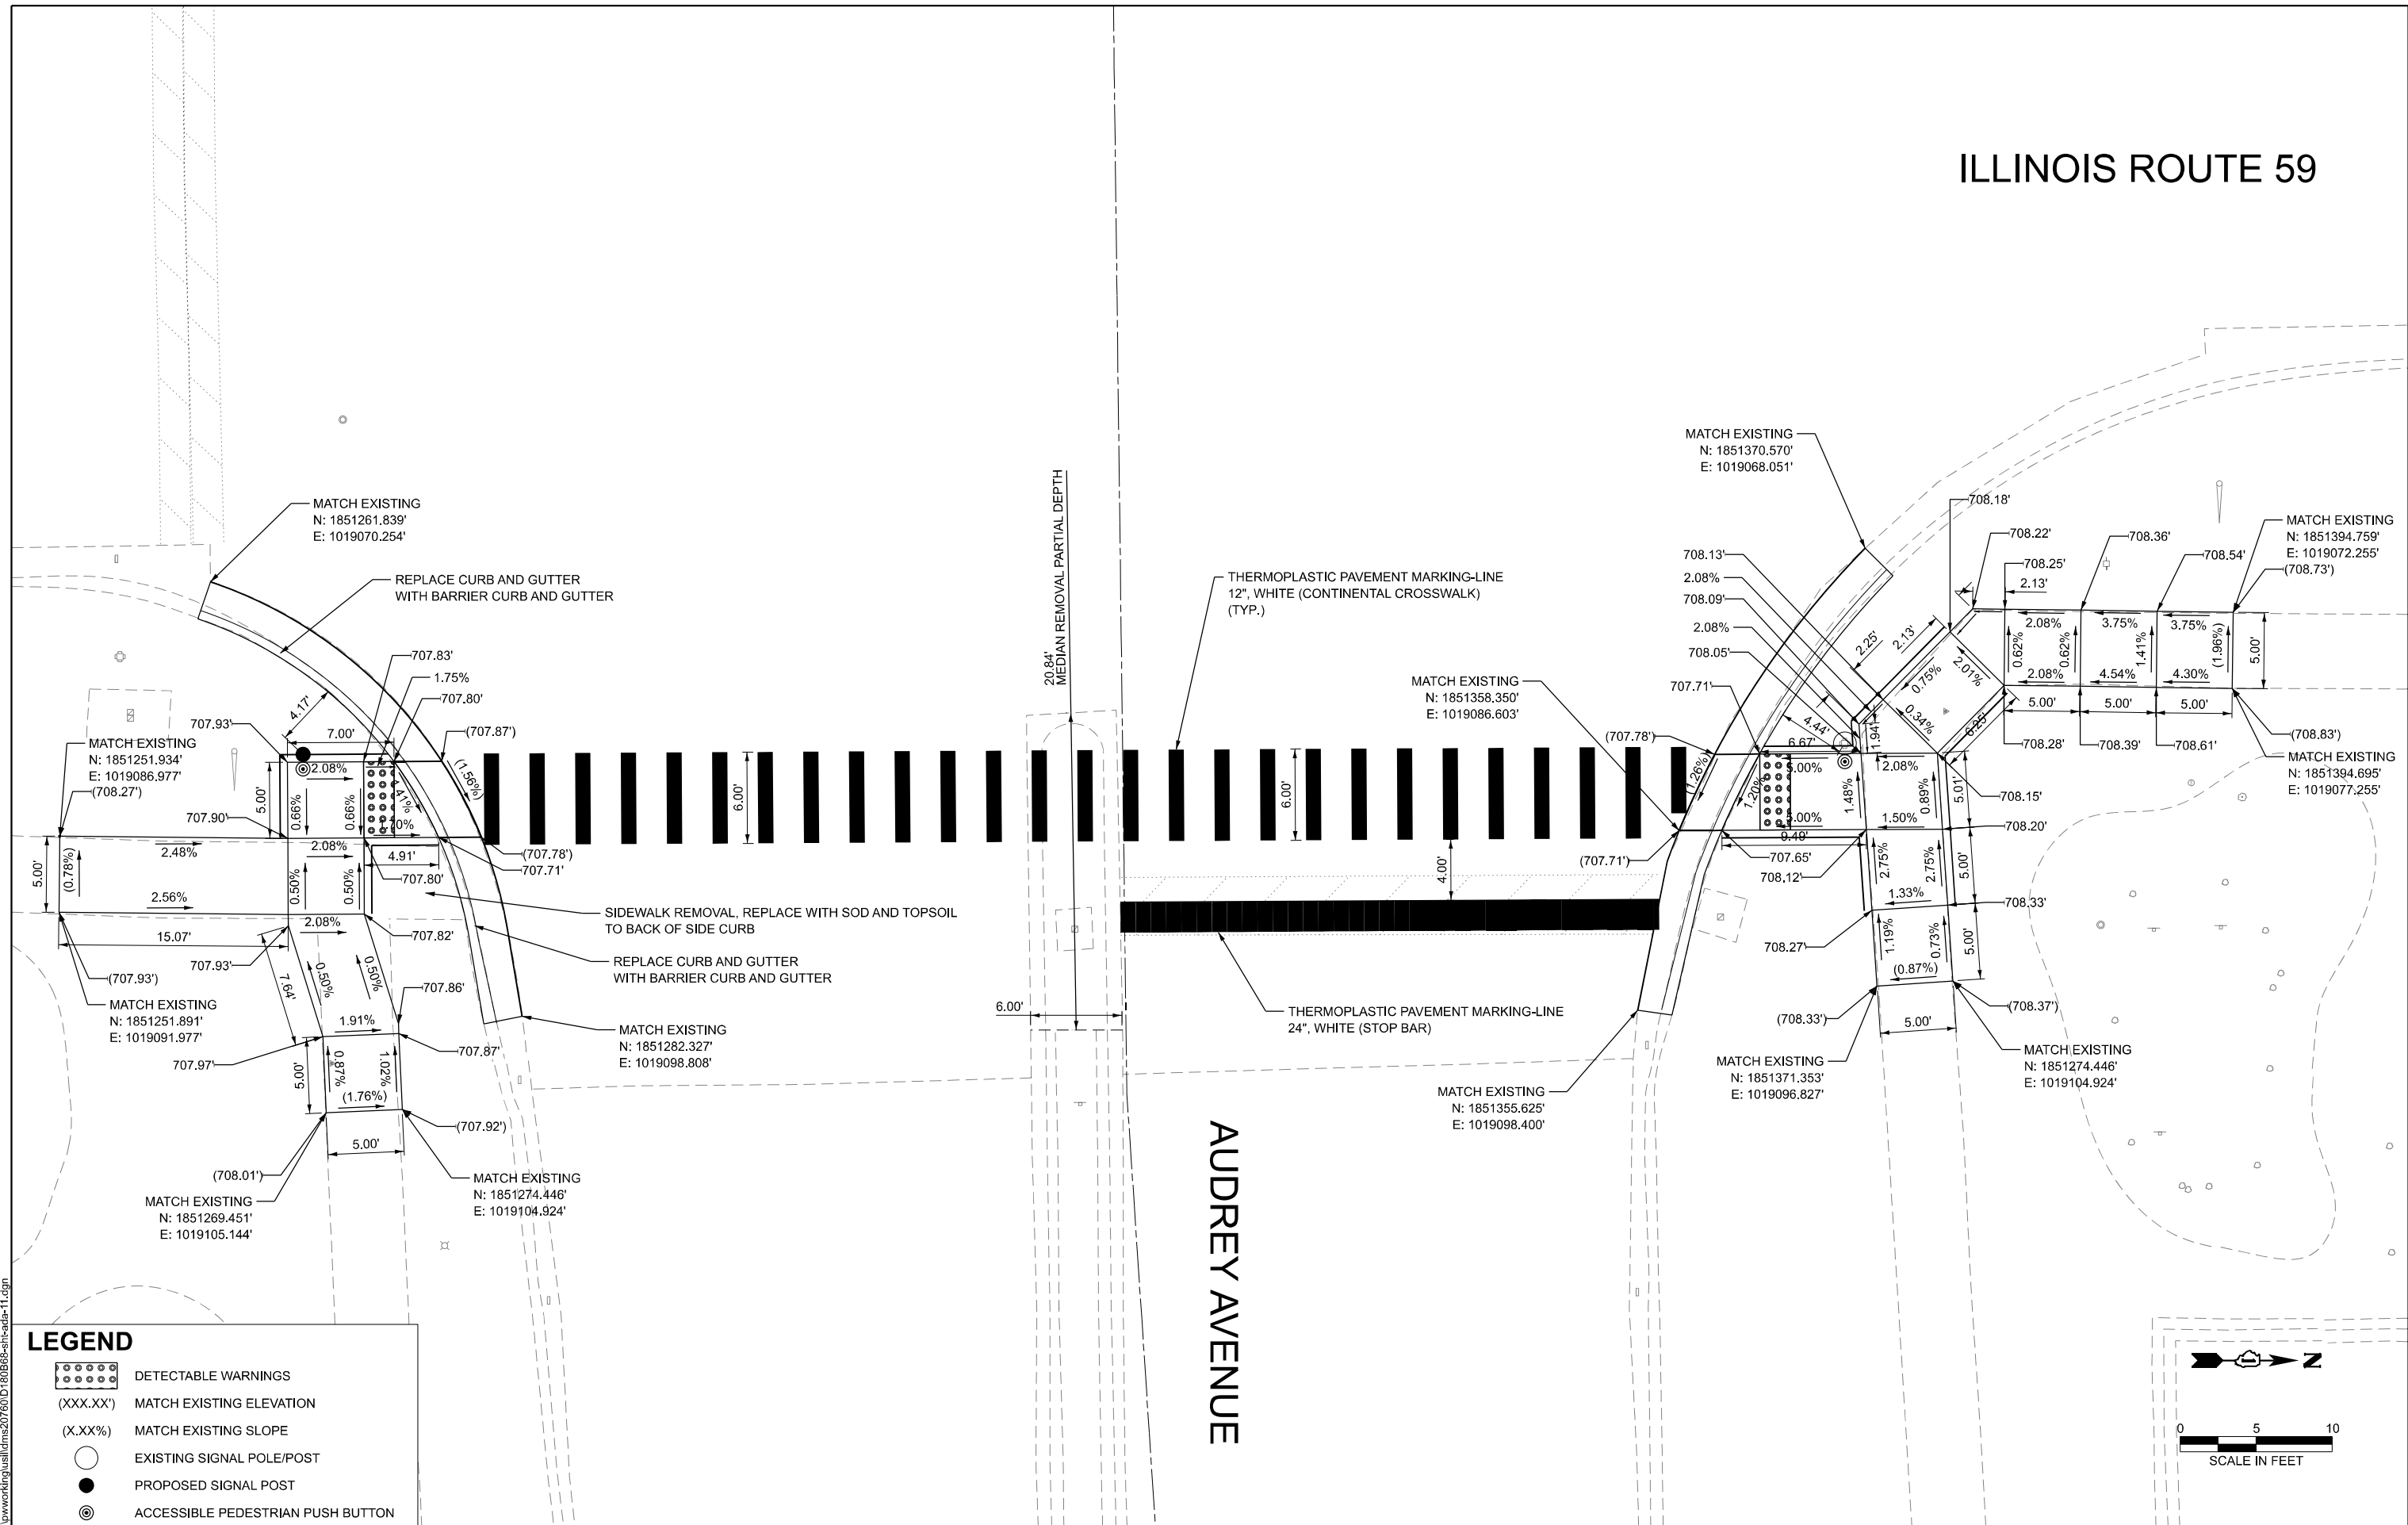 ILLINOIS ROUTE 59
MATCH EXISTING
N: 1851261.839'
E: 1019070.254'
REPLACE CURB AND GUTTER
WITH BARRIER CURB AND GUTTER
707.83'
1.75%
707.80'
4.17'
707.93'
7.00'
(707.87')
MATCH EXISTING
N: 1851251.934'
E: 1019086.977'
(708.27')
2.08%
(1.56%)
5.00'
0.66%
0.66%
4.41%
1.70%
6.00'
707.90'
2.48%
2.08%
4.91'
(707.78')
707.71'
707.80'
5.00'
(0.78%)
2.56%
0.50%
0.50%
2.08%
SIDEWALK REMOVAL, REPLACE WITH SOD AND TOPSOIL
TO BACK OF SIDE CURB
15.07'
707.82'
707.93'
REPLACE CURB AND GUTTER
WITH BARRIER CURB AND GUTTER
(707.93')
7.64'
0.50%
0.50%
707.86'
MATCH EXISTING
N: 1851251.891'
E: 1019091.977'
1.91%
MATCH EXISTING
N: 1851282.327'
E: 1019098.808'
707.97'
707.87'
5.00'
0.87%
1.02%
(1.76%)
(707.92')
5.00'
(708.01')
MATCH EXISTING
N: 1851269.451'
E: 1019105.144'
MATCH EXISTING
N: 1851274.446'
E: 1019104.924'
20.84'
MEDIAN REMOVAL PARTIAL DEPTH
THERMOPLASTIC PAVEMENT MARKING-LINE
12", WHITE (CONTINENTAL CROSSWALK)
(TYP.)
6.00'
4.00'
6.00'
THERMOPLASTIC PAVEMENT MARKING-LINE
24", WHITE (STOP BAR)
AUDREY AVENUE
MATCH EXISTING
N: 1851370.570'
E: 1019068.051'
708.18'
708.13'
2.08%
708.09'
2.08%
708.05'
707.71'
MATCH EXISTING
N: 1851358.350'
E: 1019086.603'
(707.78')
708.22'
708.36'
708.25'
708.54'
2.13'
MATCH EXISTING
N: 1851394.759'
E: 1019072.255'
(708.73')
2.25'
2.13'
2.01%
0.75%
0.34%
6.25'
2.08%
3.75%
3.75%
0.62%
0.62%
1.41%
(1.96%)
5.00'
2.08%
4.54%
4.30%
5.00'
5.00'
5.00'
708.28'
708.39'
708.61'
(708.83')
MATCH EXISTING
N: 1851394.695'
E: 1019077.255'
4.44'
6.67'
1.94'
5.00%
2.08%
(1.26%)
1.20%
1.48%
0.89%
5.01'
708.15'
5.00%
1.50%
708.20'
9.49'
(707.71')
707.65'
708.12'
2.75%
2.75%
5.00'
1.33%
708.33'
708.27'
1.19%
0.73%
5.00'
(0.87%)
(708.33')
(708.37')
5.00'
MATCH EXISTING
N: 1851371.353'
E: 1019096.827'
MATCH EXISTING
N: 1851274.446'
E: 1019104.924'
MATCH EXISTING
N: 1851355.625'
E: 1019098.400'
LEGEND
DETECTABLE WARNINGS
(XXX.XX') MATCH EXISTING ELEVATION
(X.XX%) MATCH EXISTING SLOPE
EXISTING SIGNAL POLE/POST
PROPOSED SIGNAL POST
ACCESSIBLE PEDESTRIAN PUSH BUTTON
N
0 5 10
SCALE IN FEET